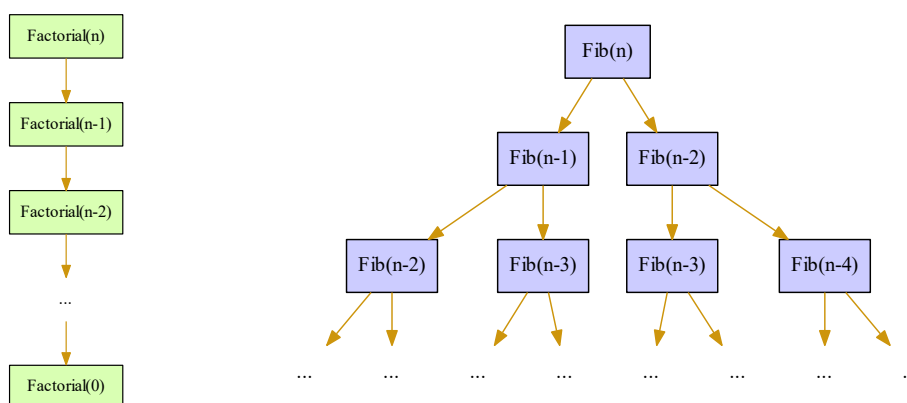 Factorial(n)
Factorial(n-1)
Factorial(n-2)
...
Factorial(0)
Fib(n)
Fib(n-1) Fib(n-2)
Fib(n-2) Fib(n-3) Fib(n-3) Fib(n-4)
... ... ... ... ... ... ... .